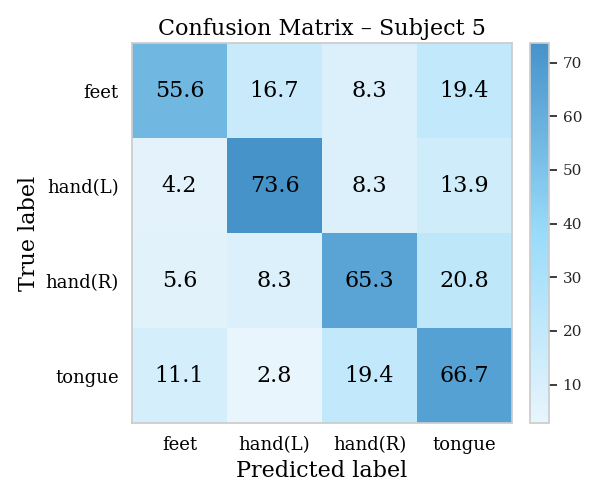 Confusion Matrix – Subject 5
feet 55.6 16.7 8.3 19.4
hand(L) 4.2 73.6 8.3 13.9
hand(R) 5.6 8.3 65.3 20.8
tongue 11.1 2.8 19.4 66.7
feet hand(L) hand(R) tongue
Predicted label
True label
70
60
50
40
30
20
10